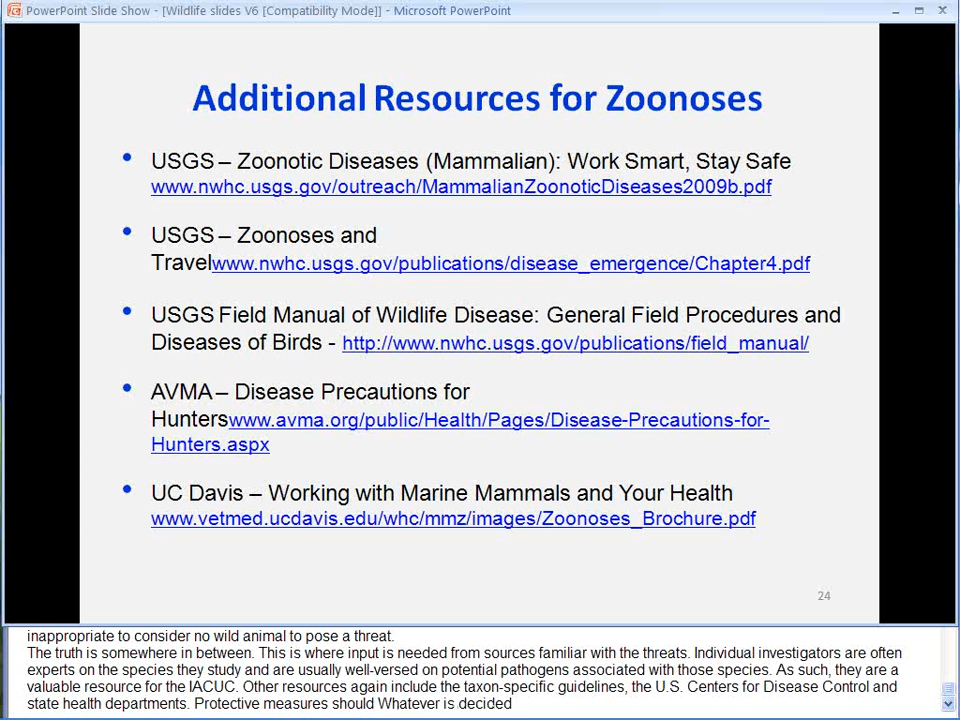 PowerPoint Slide Show - [Wildlife slides V6 [Compatibility Mode]] - Microsoft PowerPoint
Additional Resources for Zoonoses
• USGS – Zoonotic Diseases (Mammalian): Work Smart, Stay Safe
www.nwhc.usgs.gov/outreach/MammalianZoonoticDiseases2009b.pdf
• USGS – Zoonoses and
Travelwww.nwhc.usgs.gov/publications/disease_emergence/Chapter4.pdf
• USGS Field Manual of Wildlife Disease: General Field Procedures and
Diseases of Birds - http://www.nwhc.usgs.gov/publications/field_manual/
• AVMA – Disease Precautions for
Hunterswww.avma.org/public/Health/Pages/Disease-Precautions-for-
Hunters.aspx
• UC Davis – Working with Marine Mammals and Your Health
www.vetmed.ucdavis.edu/whc/mmz/images/Zoonoses_Brochure.pdf
24
inappropriate to consider no wild animal to pose a threat.
The truth is somewhere in between. This is where input is needed from sources familiar with the threats. Individual investigators are often
experts on the species they study and are usually well-versed on potential pathogens associated with those species. As such, they are a
valuable resource for the IACUC. Other resources again include the taxon-specific guidelines, the U.S. Centers for Disease Control and
state health departments. Protective measures should Whatever is decided